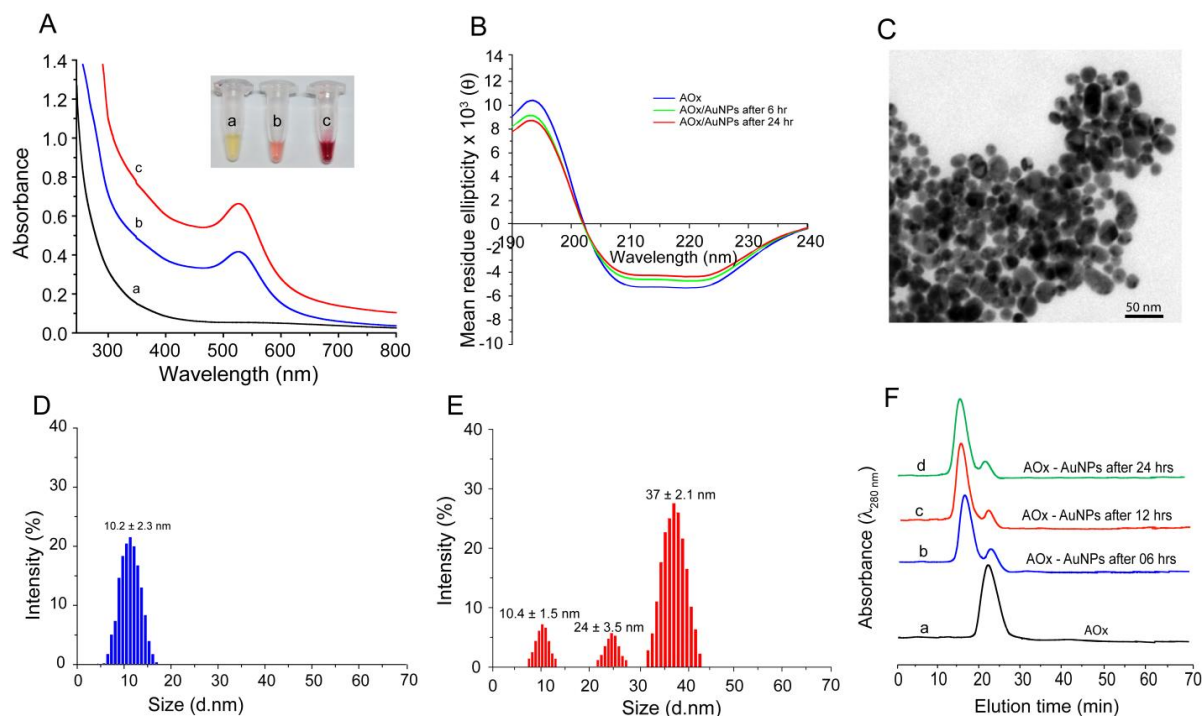 A
1.4
1.2
1.0
0.8
0.6
0.4
0.2
0.0
Absorbance
300
400
500
600
700
800
Wavelength (nm)
a
b
c
c
b
a
B
14
12
10
8
6
4
2
0
-2
-4
-6
-8
-10
Mean residue ellipticity x 10³ (θ)
190
200
210
220
230
240
Wavelength (nm)
AOx
AOx/AuNPs after 6 hr
AOx/AuNPs after 24 hr
C
50 nm
D
40
30
20
10
0
Intensity (%)
10.2 ± 2.3 nm
0
10
20
30
40
50
60
70
Size (d.nm)
E
40
30
20
10
0
Intensity (%)
10.4 ± 1.5 nm
24 ± 3.5 nm
37 ± 2.1 nm
0
10
20
30
40
50
60
70
Size (d.nm)
F
Absorbance (λ280 nm)
d
AOx - AuNPs after 24 hrs
c
AOx - AuNPs after 12 hrs
b
AOx - AuNPs after 06 hrs
a
AOx
0
10
20
30
40
50
60
70
Elution time (min)